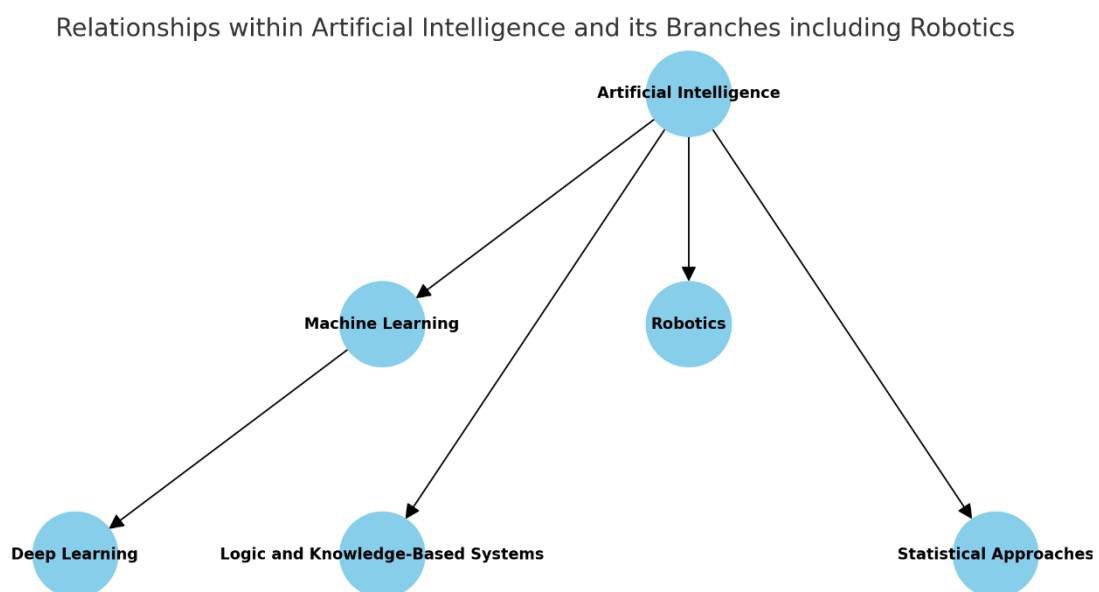 Relationships within Artificial Intelligence and its Branches including Robotics
Artificial Intelligence
Machine Learning
Robotics
Deep Learning
Logic and Knowledge-Based Systems
Statistical Approaches